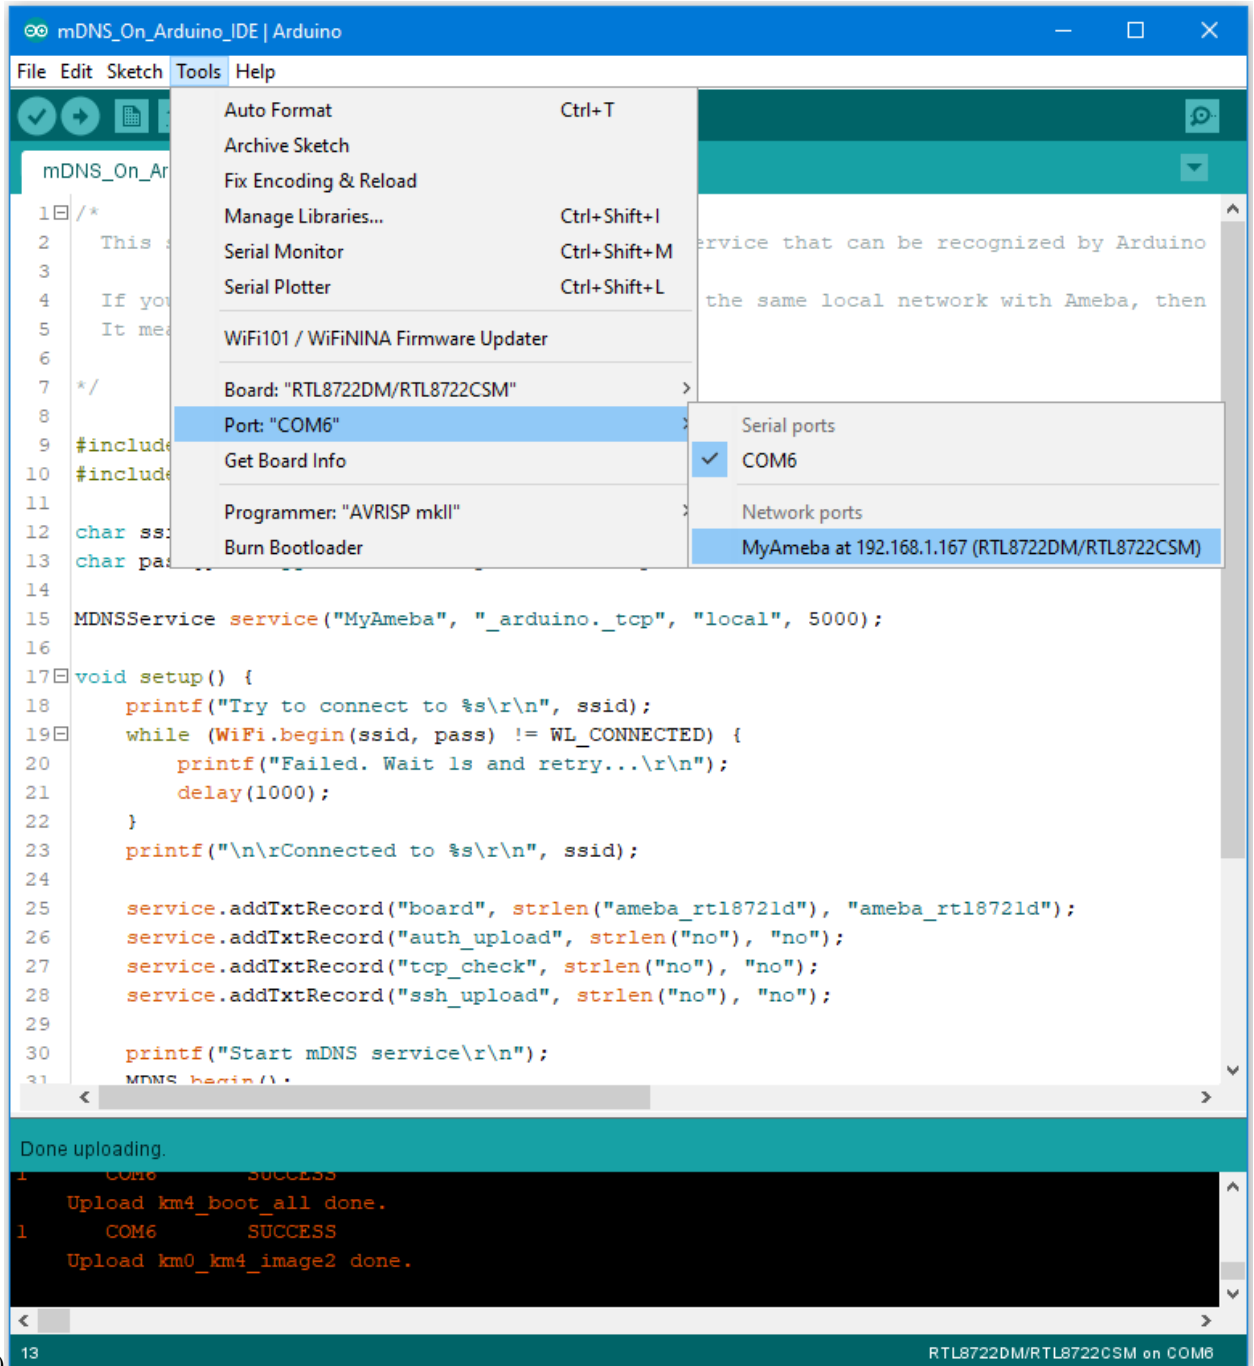 mDNS_On_Arduino_IDE | Arduino
File Edit Sketch Tools Help
Auto Format Ctrl+T
Archive Sketch
Fix Encoding & Reload
Manage Libraries... Ctrl+Shift+I
Serial Monitor Ctrl+Shift+M
Serial Plotter Ctrl+Shift+L
WiFi101 / WiFiNINA Firmware Updater
Board: "RTL8722DM/RTL8722CSM"
Port: "COM6"
Get Board Info
Programmer: "AVRISP mkII"
Burn Bootloader
Serial ports
COM6
Network ports
MyAmeba at 192.168.1.167 (RTL8722DM/RTL8722CSM)
mDNS_On_Ar
1 /*
2 This ervice that can be recognized by Arduino
3
4 If you the same local network with Ameba, then
5 It mea
6
7 */
8
9 #include
10 #include
11
12 char ss
13 char pa
14
15 MDNSService service("MyAmeba", "_arduino._tcp", "local", 5000);
16
17 void setup() {
18 printf("Try to connect to %s\r\n", ssid);
19 while (WiFi.begin(ssid, pass) != WL_CONNECTED) {
20 printf("Failed. Wait 1s and retry...\r\n");
21 delay(1000);
22 }
23 printf("\n\rConnected to %s\r\n", ssid);
24
25 service.addTxtRecord("board", strlen("ameba_rtl8721d"), "ameba_rtl8721d");
26 service.addTxtRecord("auth_upload", strlen("no"), "no");
27 service.addTxtRecord("tcp_check", strlen("no"), "no");
28 service.addTxtRecord("ssh_upload", strlen("no"), "no");
29
30 printf("Start mDNS service\r\n");
31 MDNS.begin();
Done uploading.
1 COM6 SUCCESS
Upload km4_boot_all done.
1 COM6 SUCCESS
Upload km0_km4_image2 done.
13 RTL8722DM/RTL8722CSM on COM6